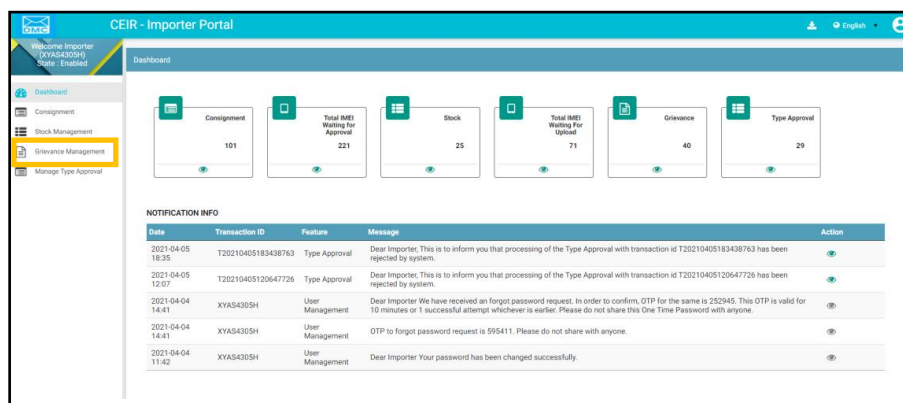 DMC
CEIR - Importer Portal
English
Welcome Importer
(XYAS4305H)
State : Enabled
Dashboard
Dashboard
Consignment
Stock Management
Grievance Management
Manage Type Approval
Consignment
101
Total IMEI
Waiting for
Approval
221
Stock
25
Total IMEI
Waiting For
Upload
71
Grievance
40
Type Approval
29
NOTIFICATION INFO
Date Transaction ID Feature Message Action
2021-04-05
18:35
T20210405183438763 Type Approval
Dear Importer, This is to inform you that processing of the Type Approval with transaction id T20210405183438763 has been
rejected by system.
2021-04-05
12:07
T20210405120647726 Type Approval
Dear Importer, This is to inform you that processing of the Type Approval with transaction id T20210405120647726 has been
rejected by system.
2021-04-04
14:41
XYAS4305H
User
Management
Dear Importer We have received an forgot password request. In order to confirm, OTP for the same is 252945. This OTP is valid for
10 minutes or 1 successful attempt whichever is earlier. Please do not share this One Time Password with anyone.
2021-04-04
14:41
XYAS4305H
User
Management
OTP to forgot password request is 595411. Please do not share with anyone.
2021-04-04
11:42
XYAS4305H
User
Management
Dear Importer Your password has been changed successfully.